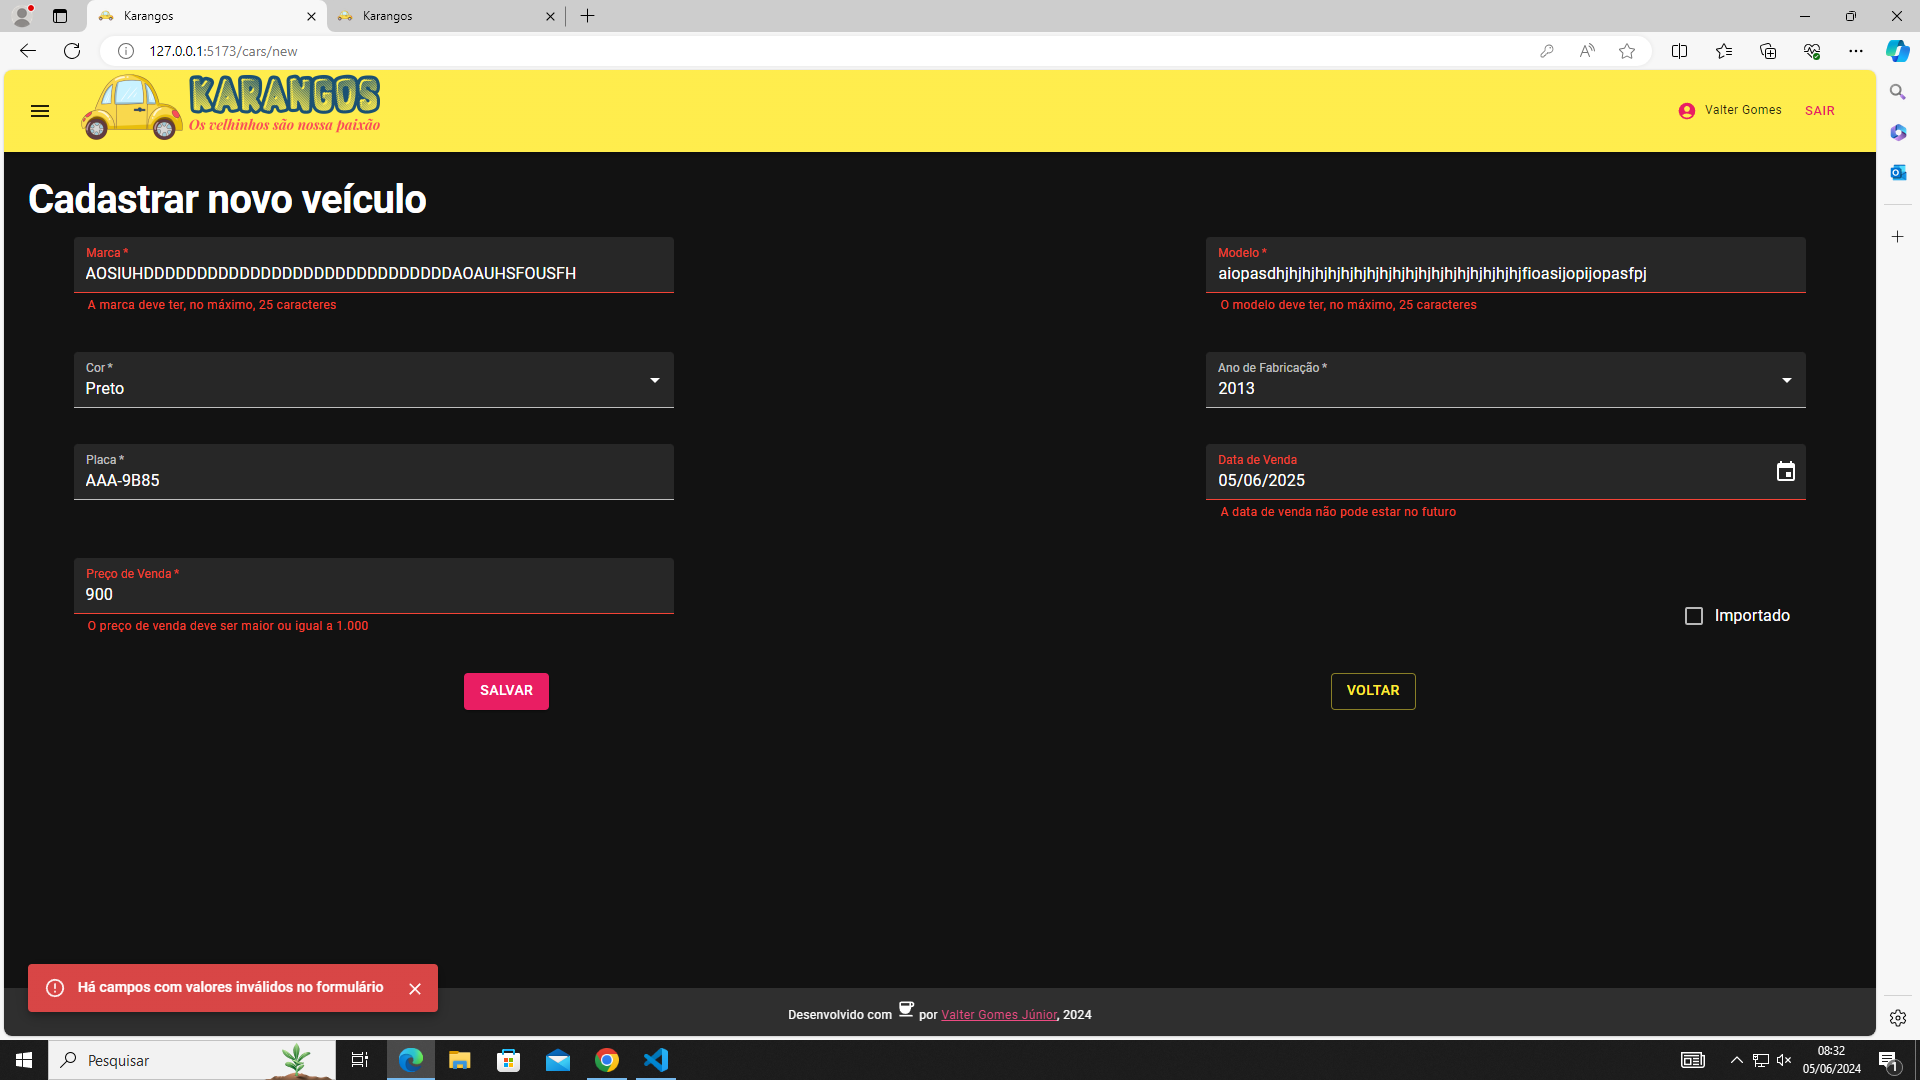 Karangos
Karangos
127.0.0.1:5173/cars/new
KARANGOS
Os velhinhos são nossa paixão
Valter Gomes
SAIR
Cadastrar novo veículo
Marca *
AOSIUHDDDDDDDDDDDDDDDDDDDDDDDDDDDDDAOAUHSFOUSFH
A marca deve ter, no máximo, 25 caracteres
Modelo *
aiopasdhjhjhjhjhjhjhjhjhjhjhjhjhjhjhjhjhjhjfioasijopijopasfpj
O modelo deve ter, no máximo, 25 caracteres
Cor *
Preto
Ano de Fabricação *
2013
Placa *
AAA-9B85
Data de Venda
05/06/2025
A data de venda não pode estar no futuro
Preço de Venda *
900
O preço de venda deve ser maior ou igual a 1.000
Importado
SALVAR
VOLTAR
Há campos com valores inválidos no formulário
Desenvolvido com por Valter Gomes Júnior, 2024
Pesquisar
08:32
05/06/2024
1